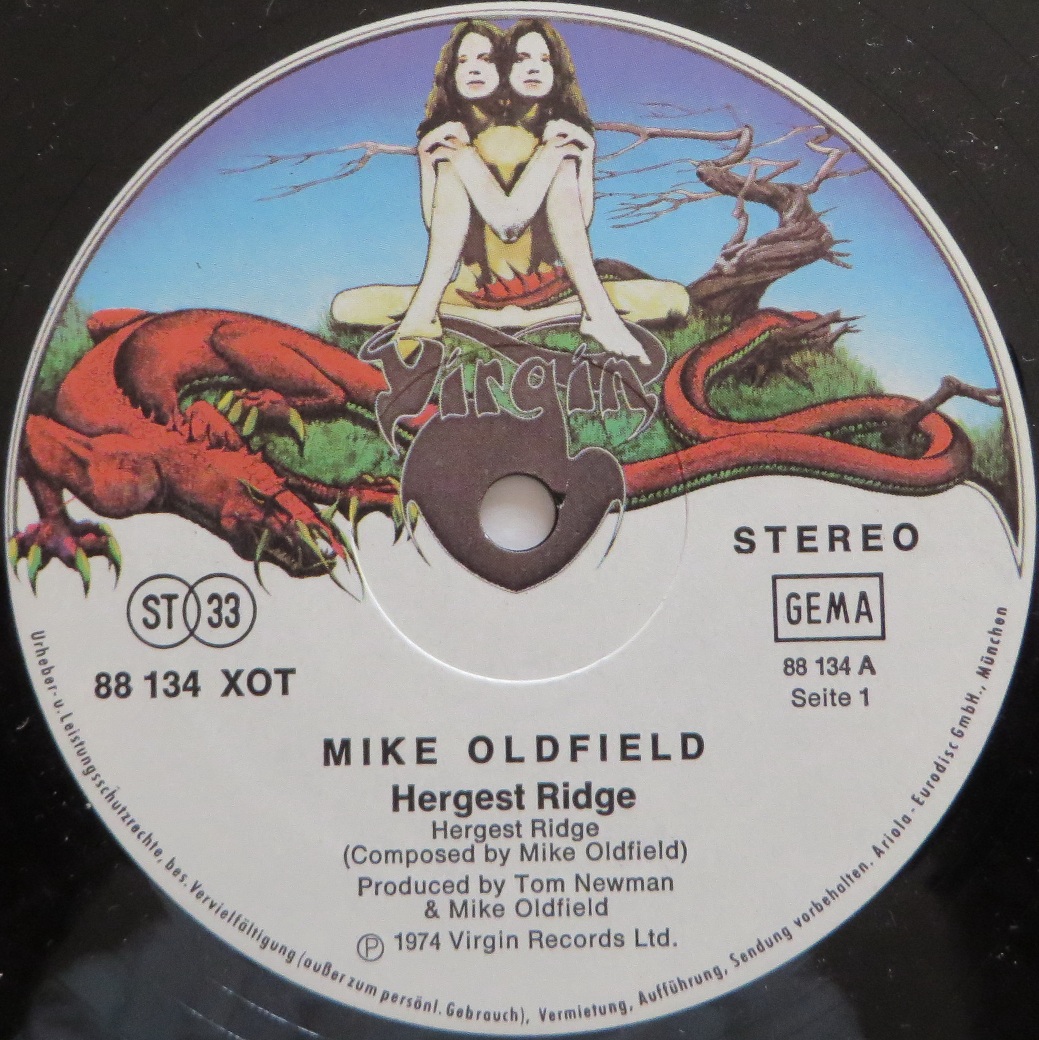 Virgin
STEREO
ST 33
GEMA
88 134 XOT
88 134 A
Seite 1
MIKE OLDFIELD
Hergest Ridge
Hergest Ridge
(Composed by Mike Oldfield)
Produced by Tom Newman
& Mike Oldfield
Ⓟ 1974 Virgin Records Ltd.
Urheber-u. Leistungsschutzrechte, bes. Vervielfältigung (außer zum persönl. Gebrauch), Vermietung, Aufführung, Sendung vorbehalten. Ariola-Eurodisc GmbH., München